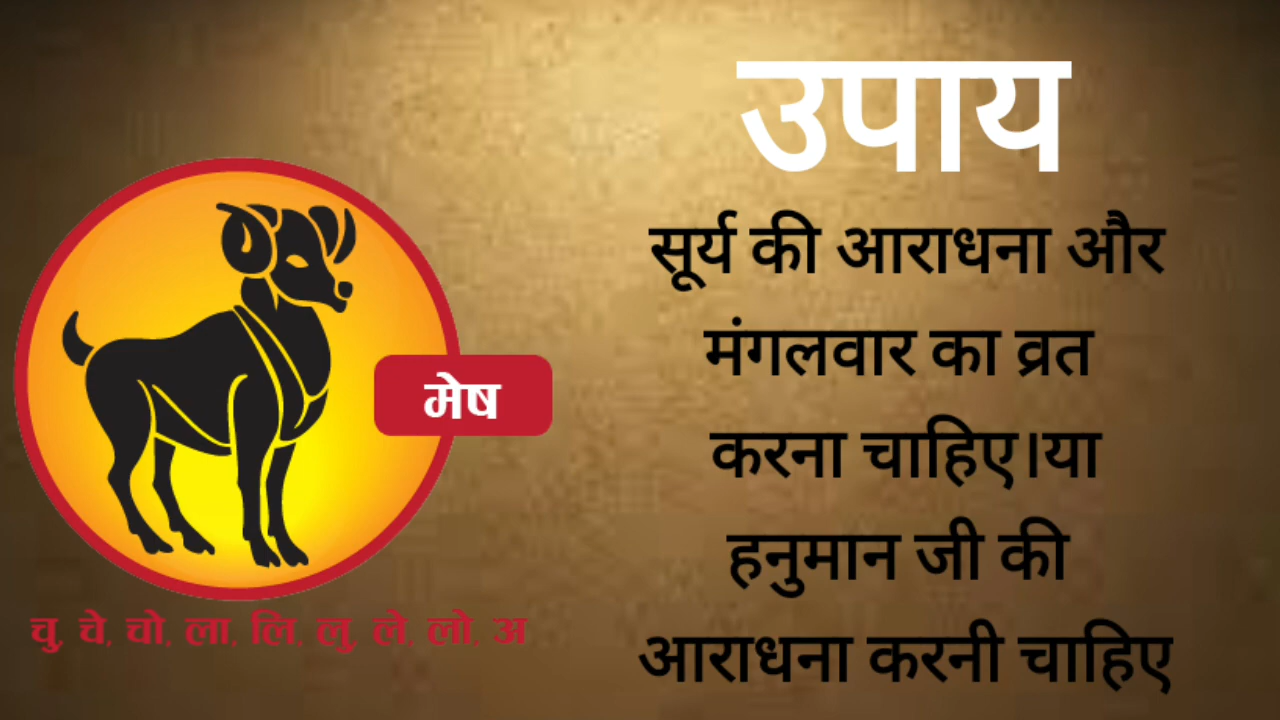 उपाय
सूर्य की आराधना और
मंगलवार का व्रत
करना चाहिए।या
हनुमान जी की
आराधना करनी चाहिए
मेष
चु, चे, चो, ला, लि, लु, ले, लो, अ